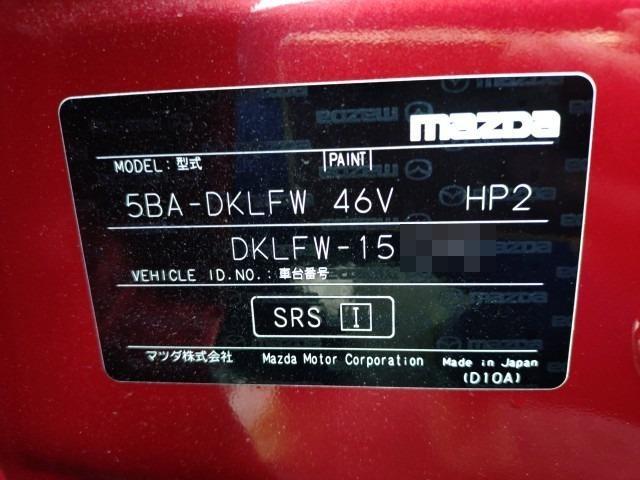 mazda
MODEL: 型式 PAINT
5BA-DKLFW 46V HP2
DKLFW-15
VEHICLE ID.NO.: 車台番号
SRS I
マツダ株式会社 Mazda Motor Corporation Made in Japan
(D10A)